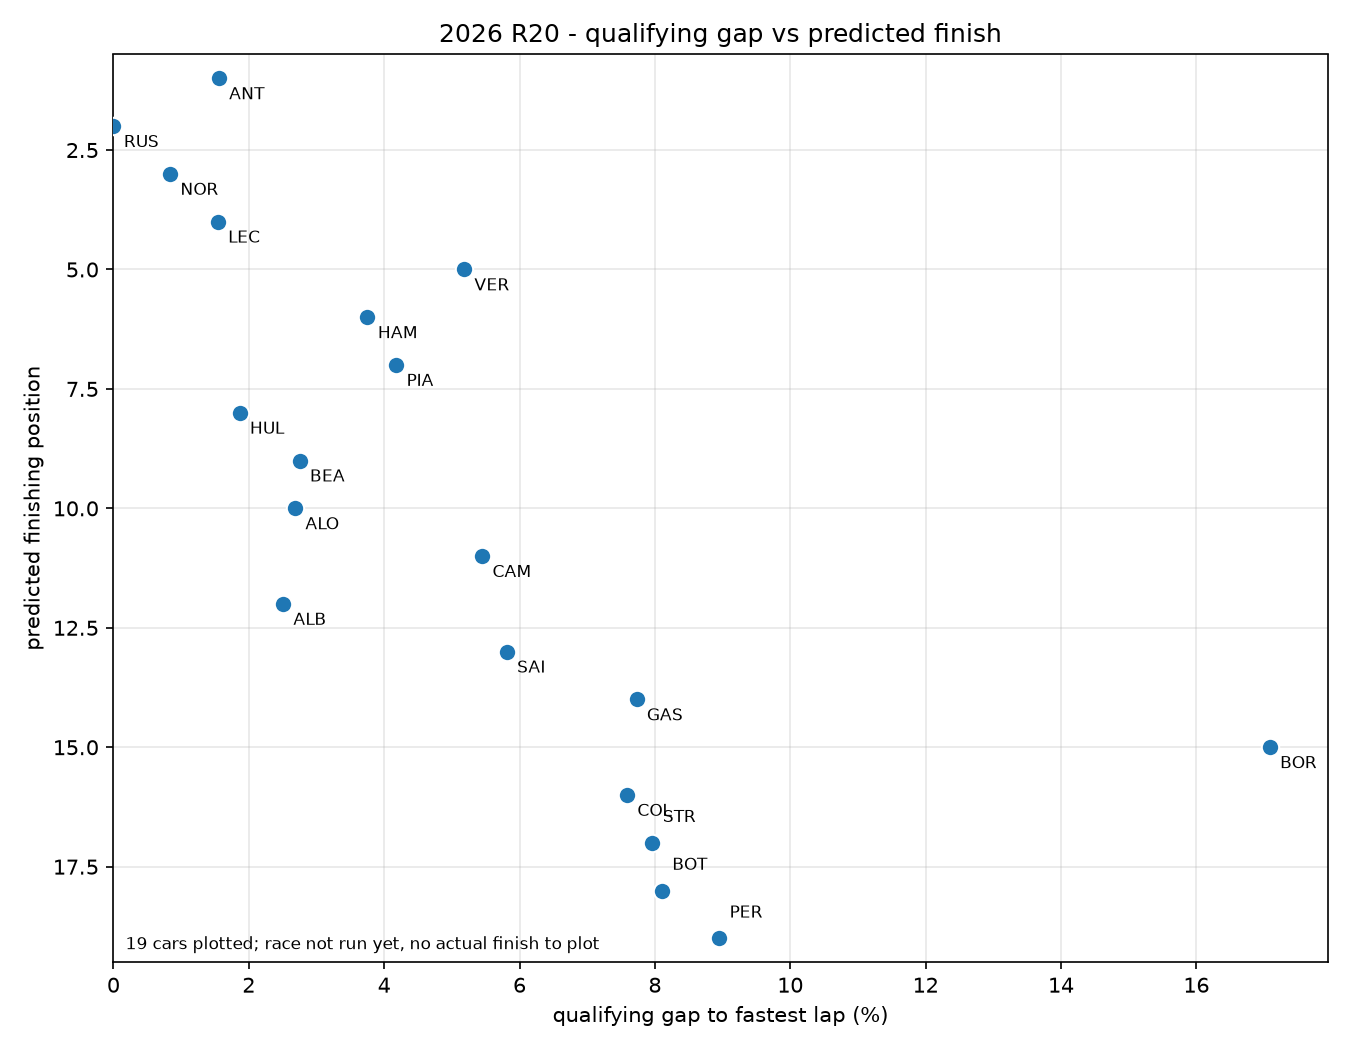 2026 R20 - qualifying gap vs predicted finish
ANT
RUS
2.5
NOR
LEC
5.0
VER
HAM
PIA
7.5
HUL
BEA
10.0
ALO
CAM
ALB
12.5
SAI
GAS
15.0
BOR
COL
STR
BOT
17.5
PER
19 cars plotted; race not run yet, no actual finish to plot
predicted finishing position
0 2 4 6 8 10 12 14 16
qualifying gap to fastest lap (%)